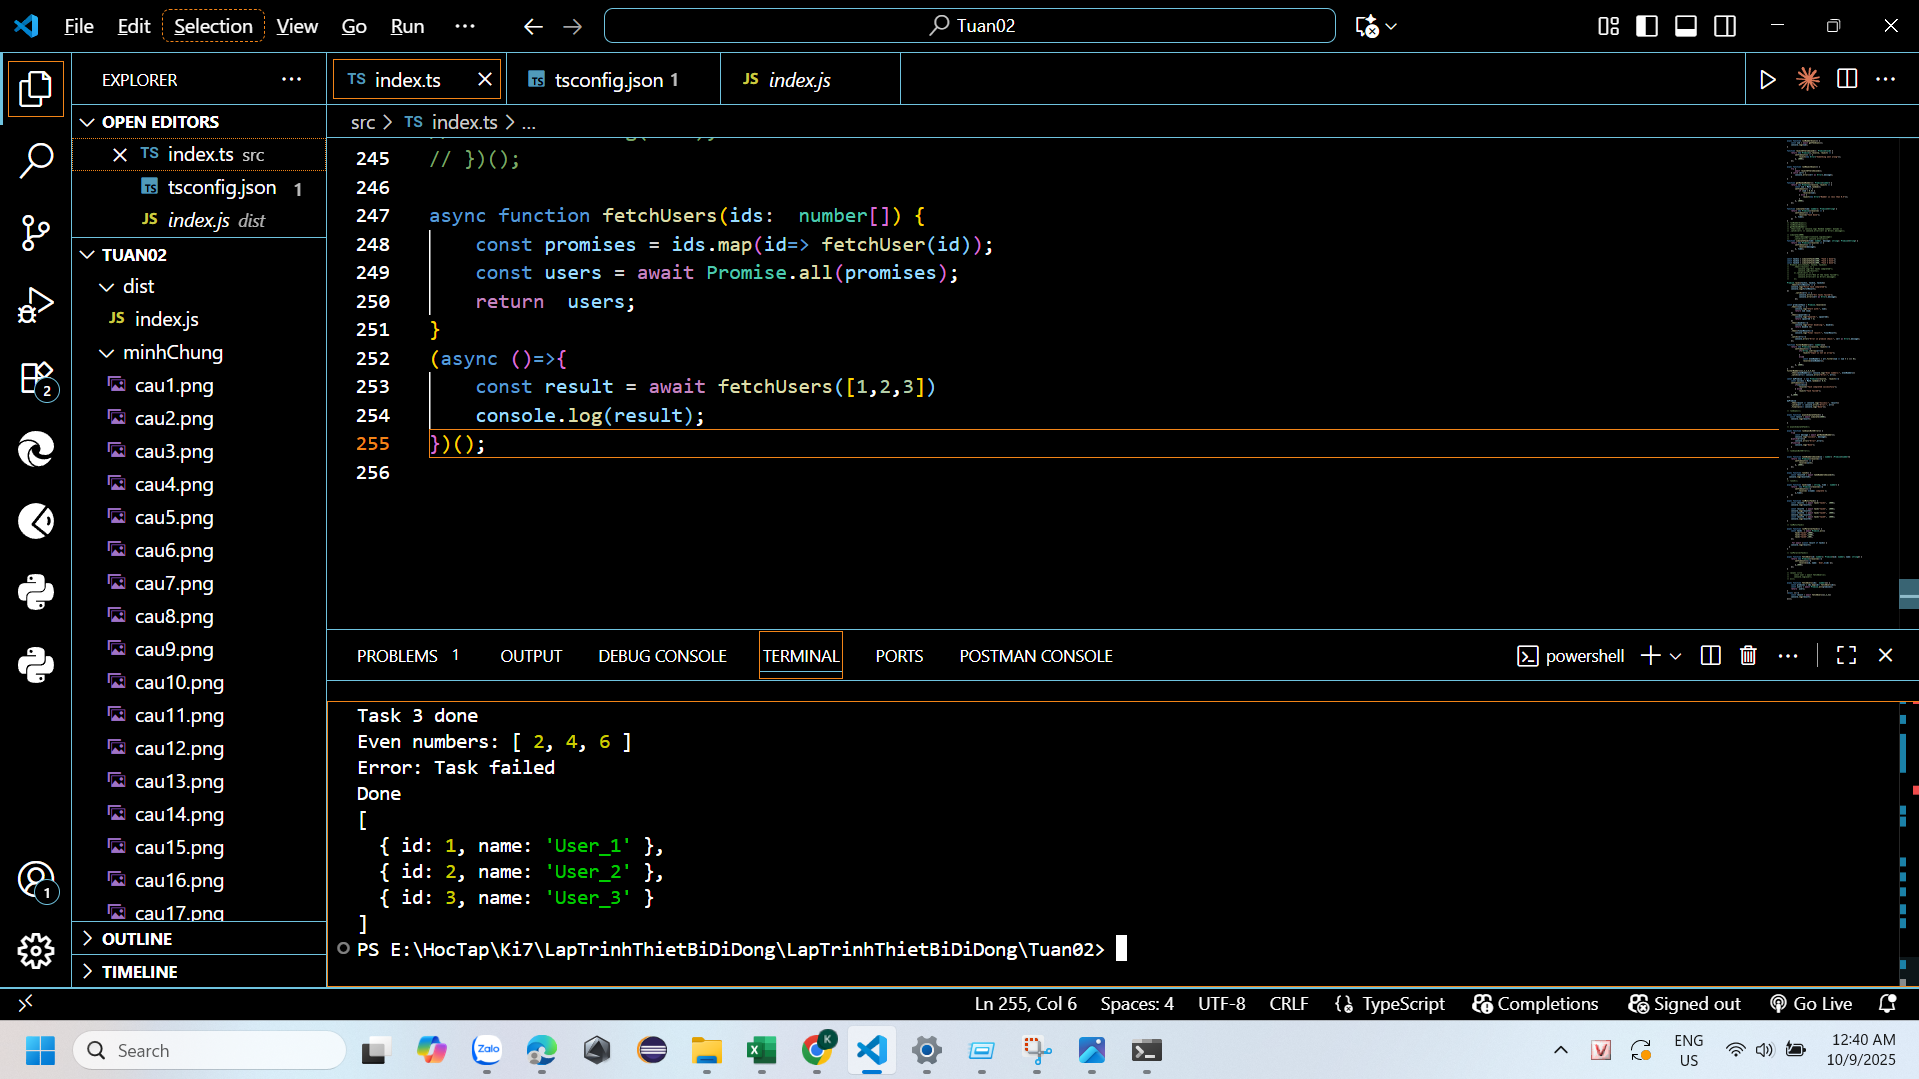 File Edit Selection View Go Run ··· Tuan02
EXPLORER ···
OPEN EDITORS
TS index.ts src
tsconfig.json 1
JS index.js dist
TUAN02
dist
JS index.js
minhChung
cau1.png
cau2.png
cau3.png
cau4.png
cau5.png
cau6.png
cau7.png
cau8.png
cau9.png
cau10.png
cau11.png
cau12.png
cau13.png
cau14.png
cau15.png
cau16.png
cau17.png
OUTLINE
TIMELINE
2
1
TS index.ts
TS tsconfig.json 1
JS index.js
src > TS index.ts > ...
245 // })();
246
247 async function fetchUsers(ids:  number[]) {
248     const promises = ids.map(id=> fetchUser(id));
249     const users = await Promise.all(promises);
250     return  users;
251 }
252 (async ()=>{
253     const result = await fetchUsers([1,2,3])
254     console.log(result);
255 })();
256
PROBLEMS 1 OUTPUT DEBUG CONSOLE TERMINAL PORTS POSTMAN CONSOLE
powershell
Task 3 done
Even numbers: [ 2, 4, 6 ]
Error: Task failed
Done
[
  { id: 1, name: 'User_1' },
  { id: 2, name: 'User_2' },
  { id: 3, name: 'User_3' }
]
PS E:\HocTap\Ki7\LapTrinhThietBiDiDong\LapTrinhThietBiDiDong\Tuan02>
Ln 255, Col 6 Spaces: 4 UTF-8 CRLF TypeScript Completions Signed out Go Live
Search
Zalo
K
V
ENG
US
12:40 AM
10/9/2025